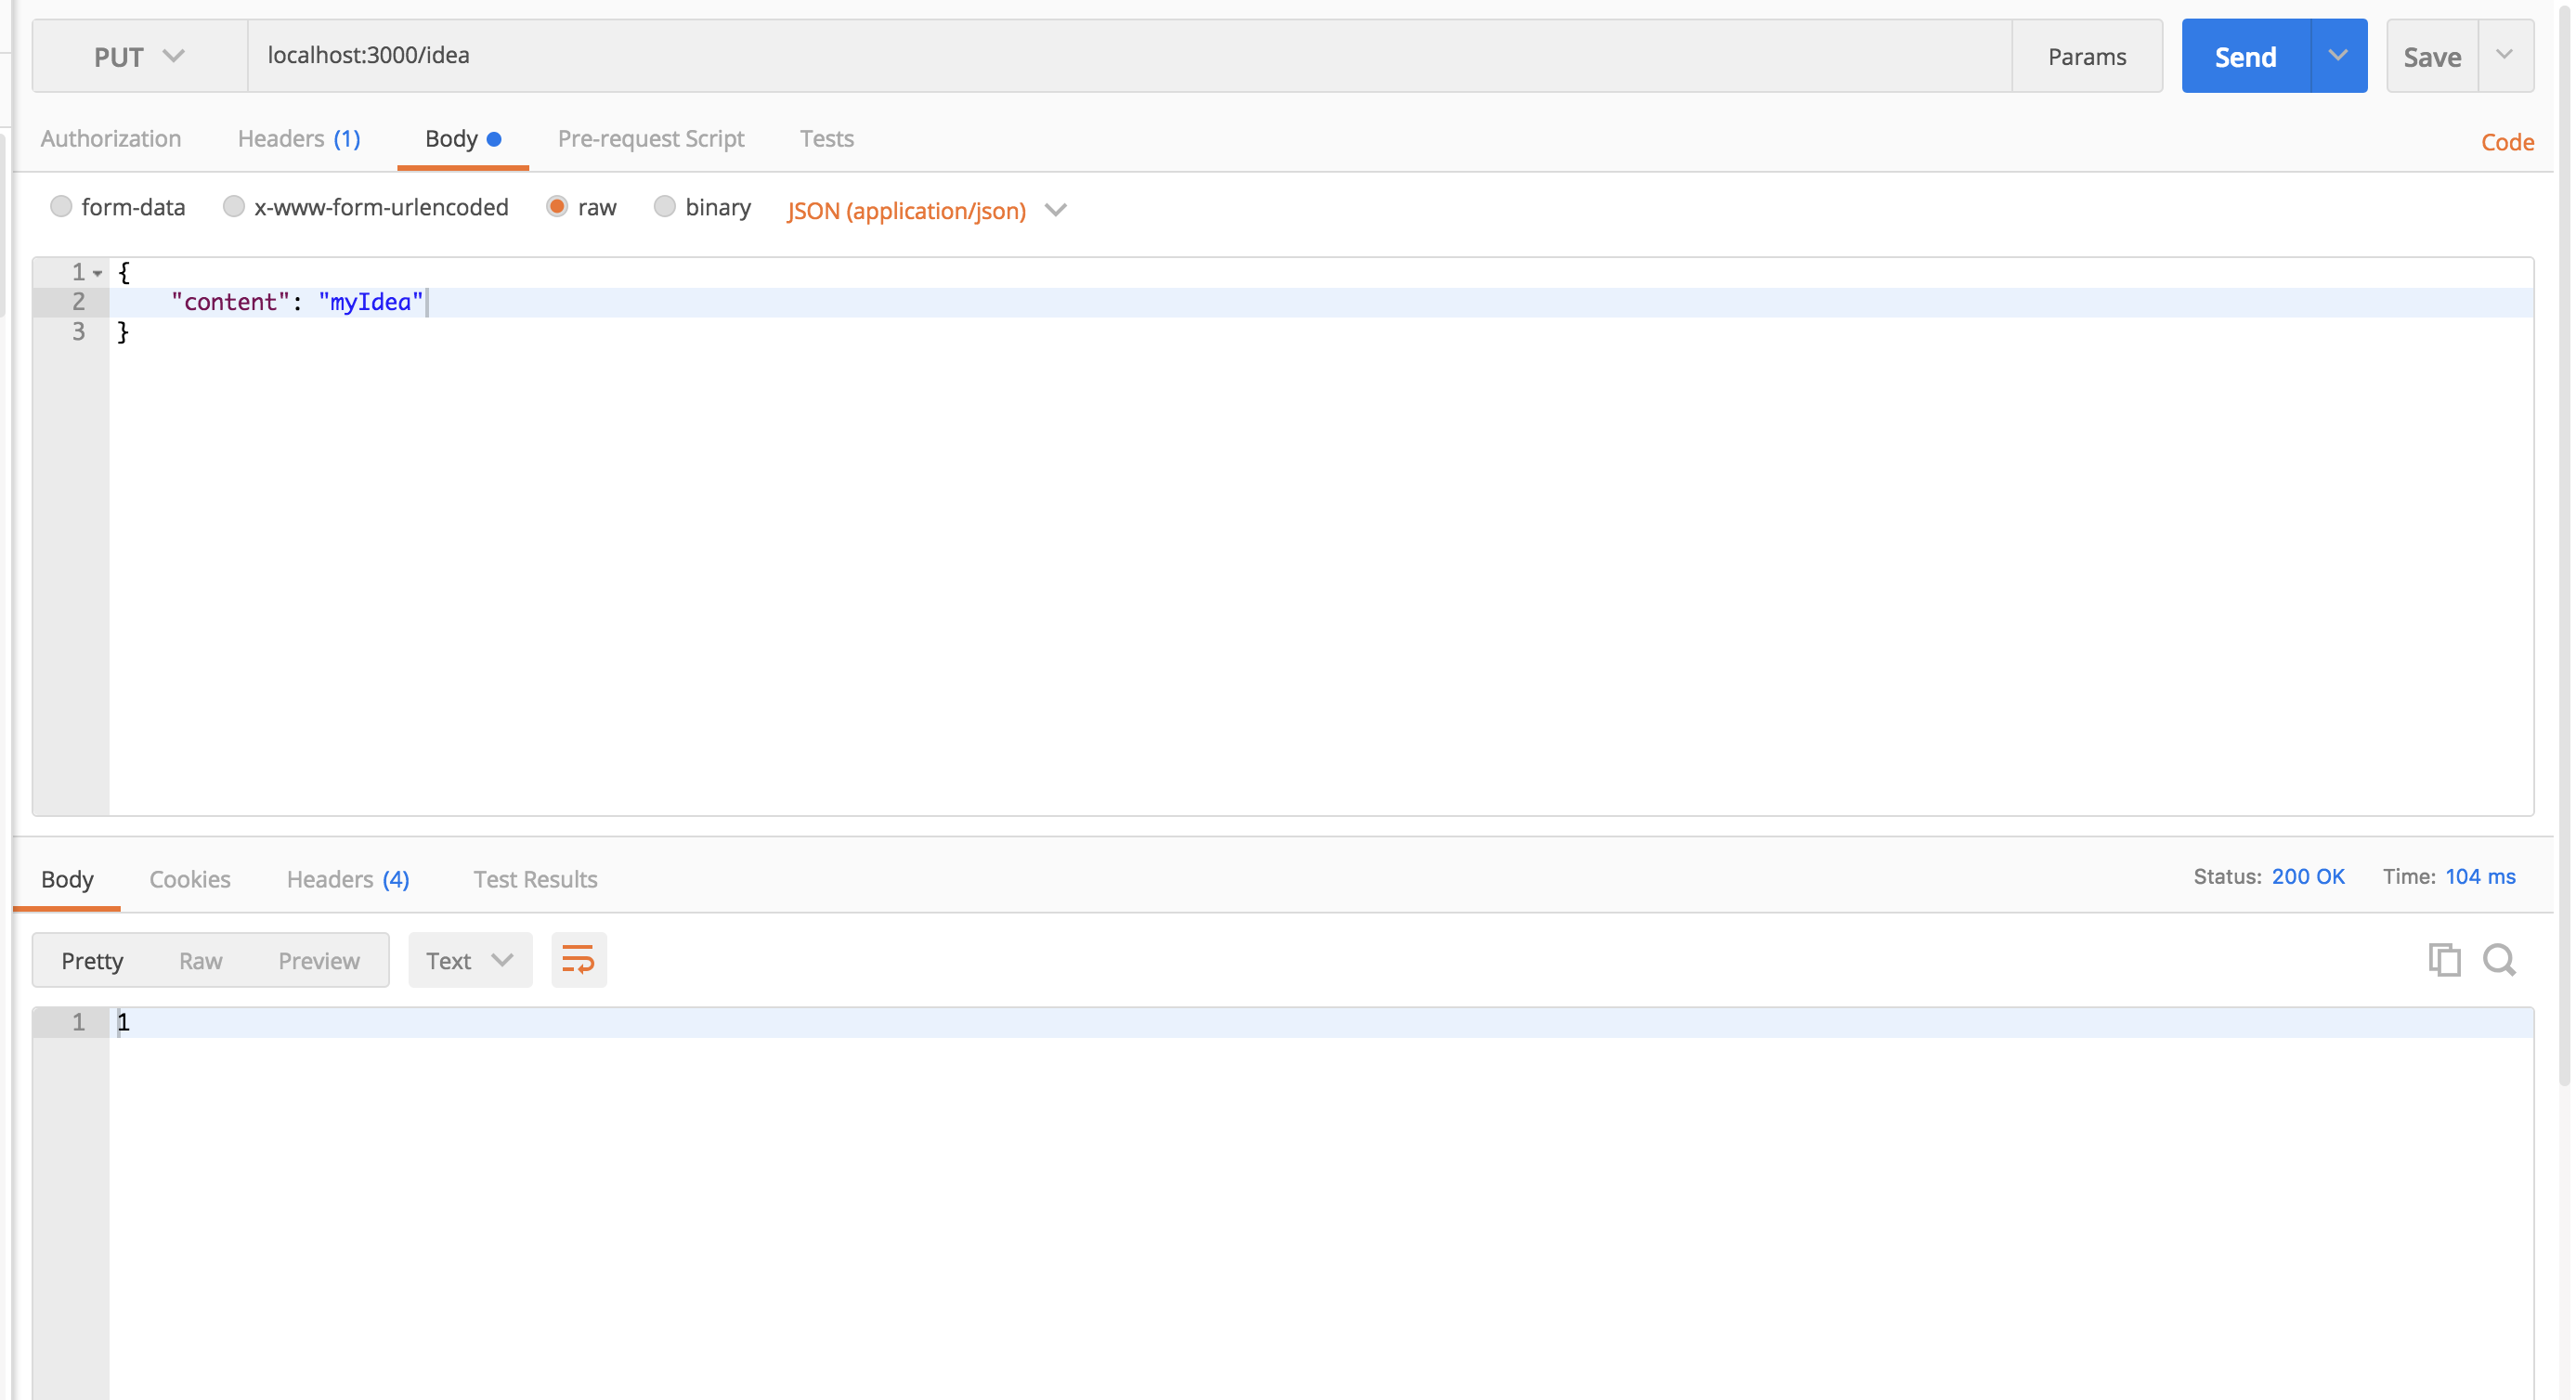 PUT localhost:3000/idea Params Send Save
Authorization Headers (1) Body Pre-request Script Tests Code
form-data x-www-form-urlencoded raw binary JSON (application/json)
1 {
2 "content": "myIdea"
3 }
Body Cookies Headers (4) Test Results Status: 200 OK Time: 104 ms
Pretty Raw Preview Text
1 1